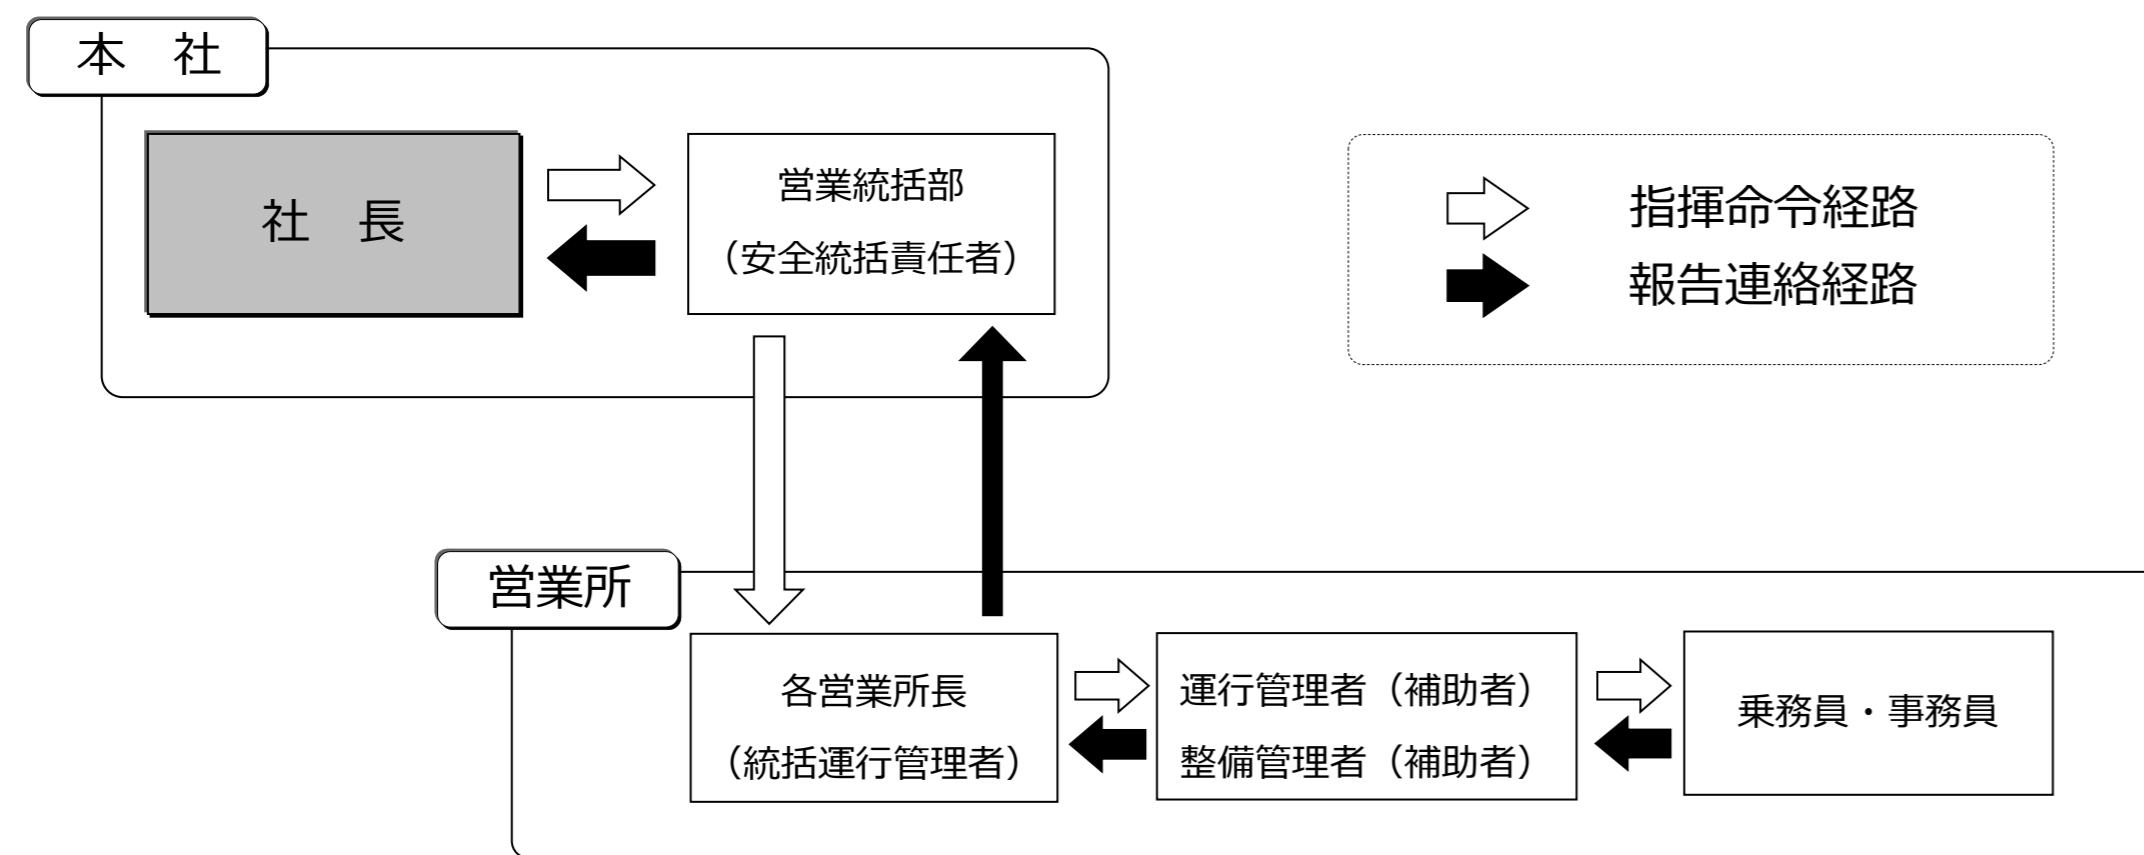 本　社
社　長
営業統括部
（安全統括責任者）
指揮命令経路
報告連絡経路
営業所
各営業所長
（統括運行管理者）
運行管理者（補助者）
整備管理者（補助者）
乗務員・事務員